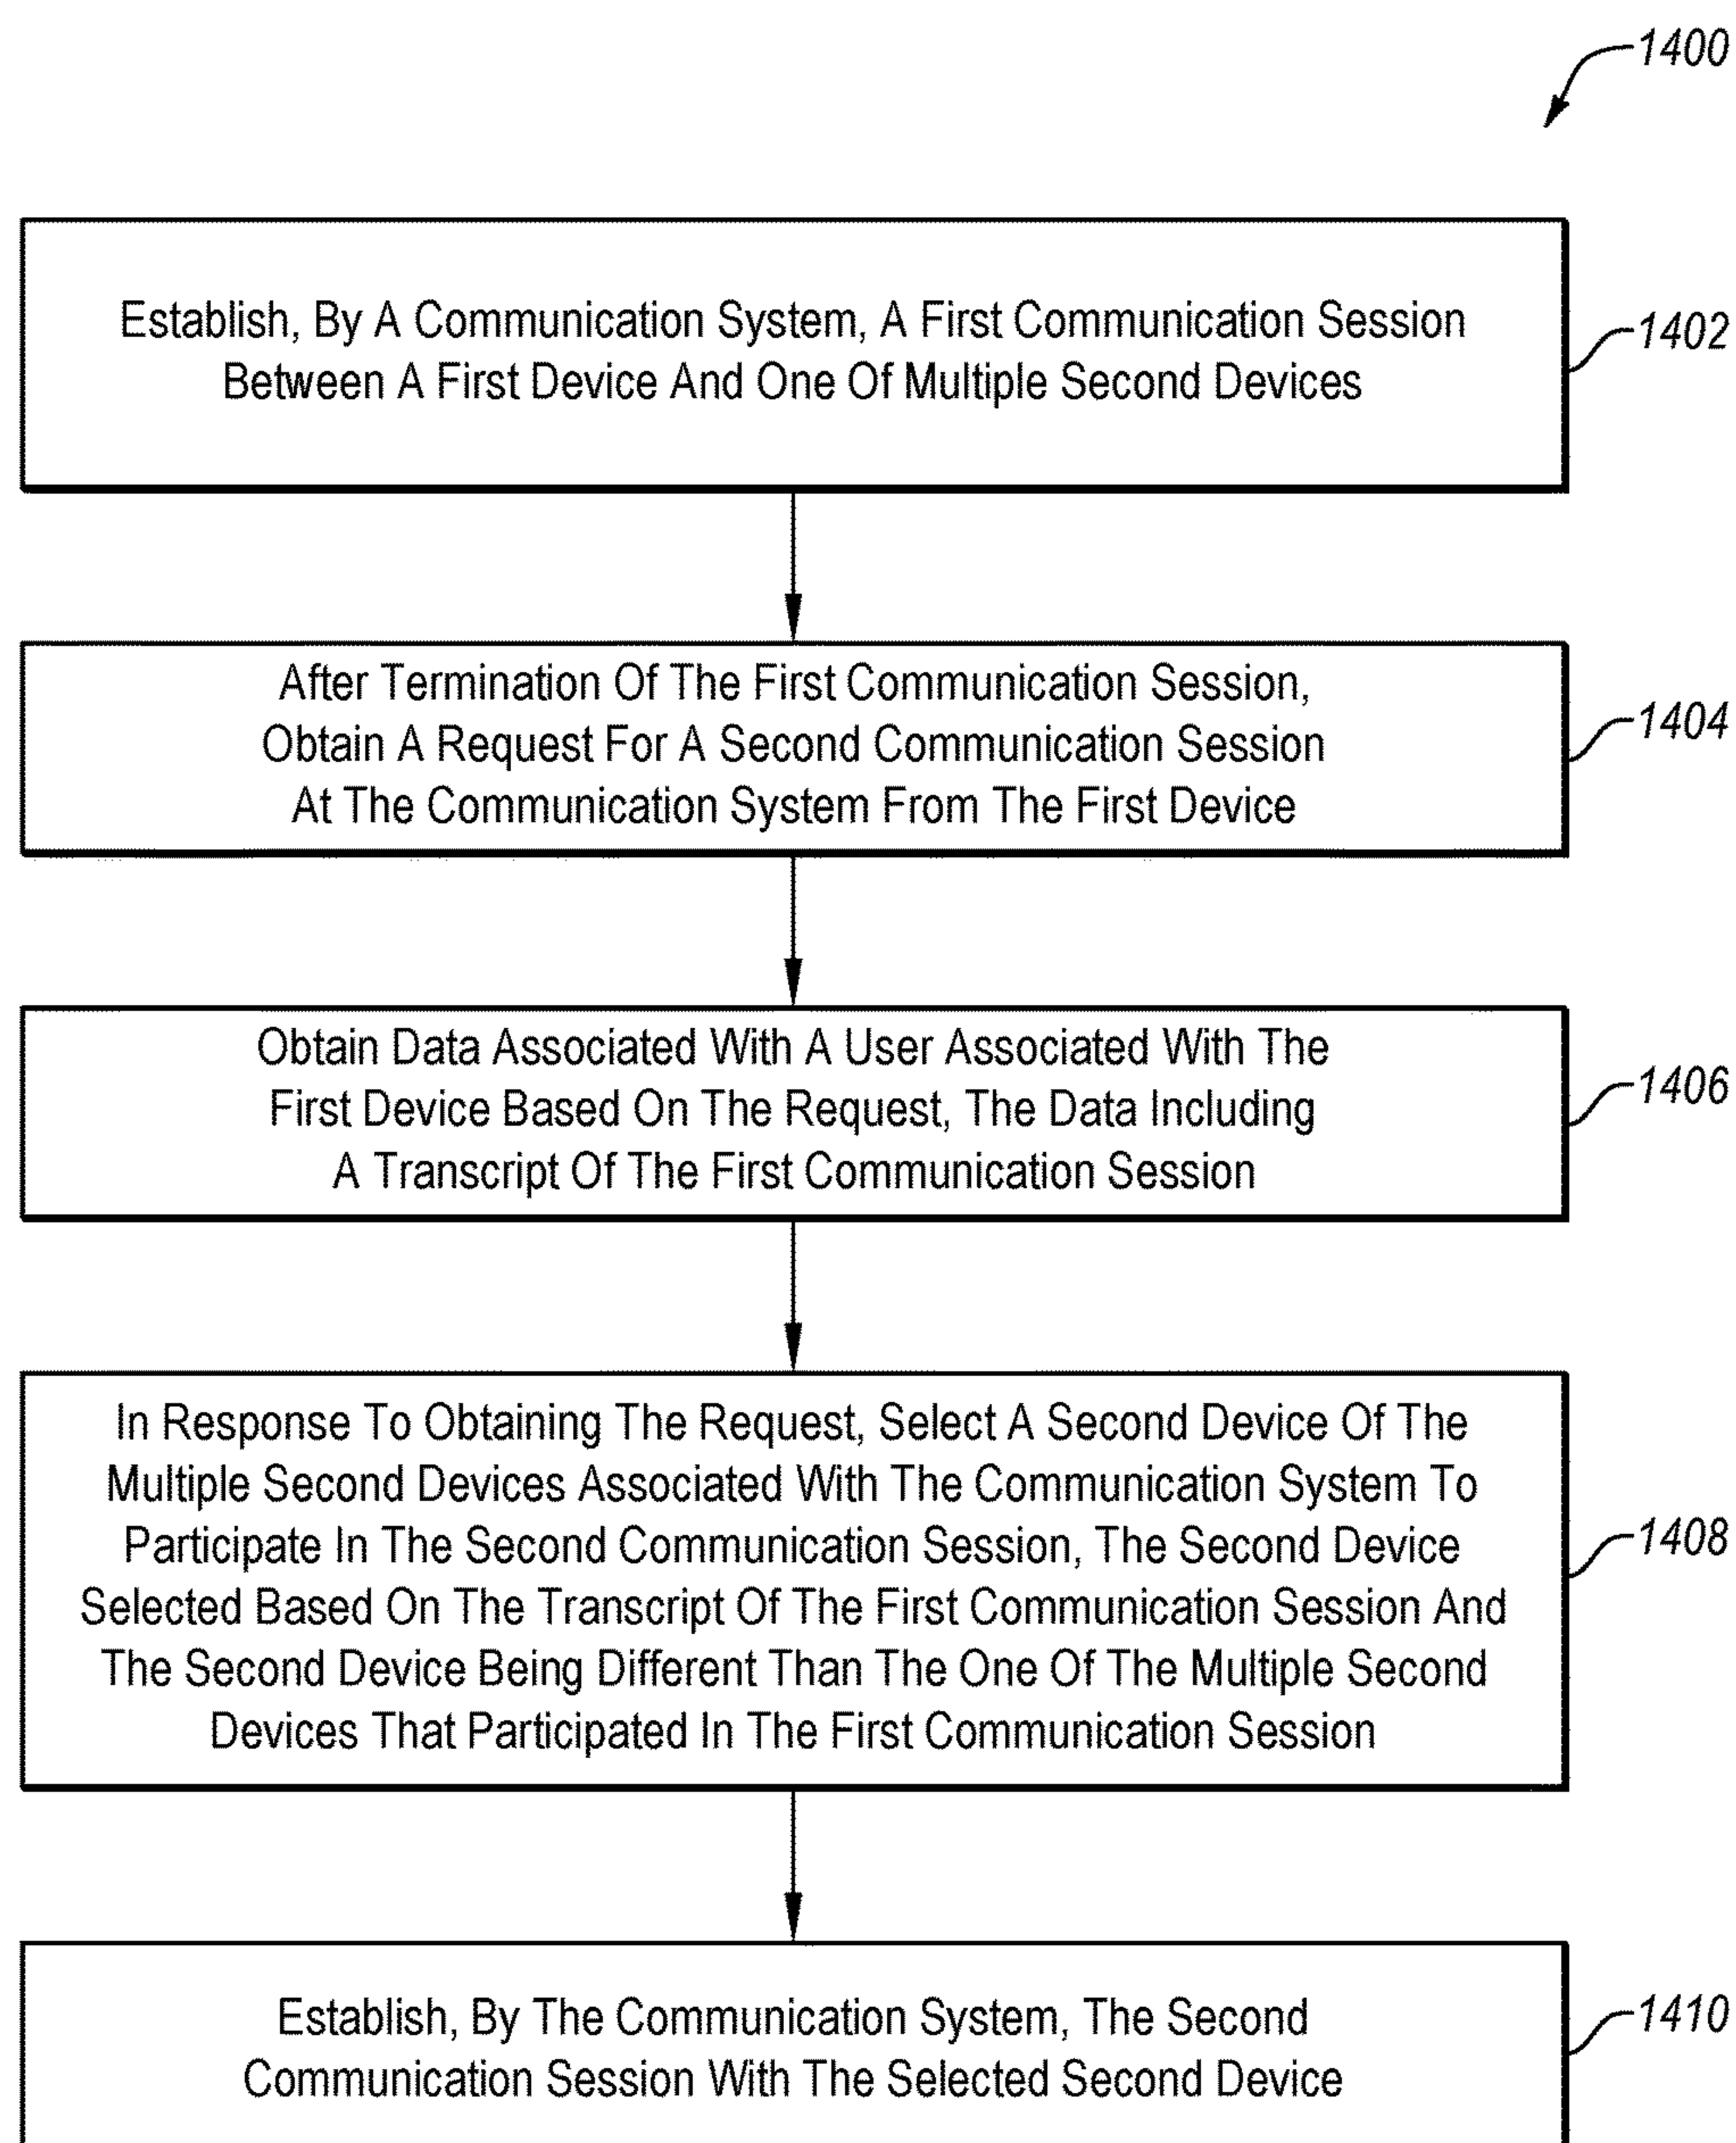 1400
Establish, By A Communication System, A First Communication Session
Between A First Device And One Of Multiple Second Devices
1402
After Termination Of The First Communication Session,
Obtain A Request For A Second Communication Session
At The Communication System From The First Device
1404
Obtain Data Associated With A User Associated With The
First Device Based On The Request, The Data Including
A Transcript Of The First Communication Session
1406
In Response To Obtaining The Request, Select A Second Device Of The
Multiple Second Devices Associated With The Communication System To
Participate In The Second Communication Session, The Second Device
Selected Based On The Transcript Of The First Communication Session And
The Second Device Being Different Than The One Of The Multiple Second
Devices That Participated In The First Communication Session
1408
Establish, By The Communication System, The Second
Communication Session With The Selected Second Device
1410